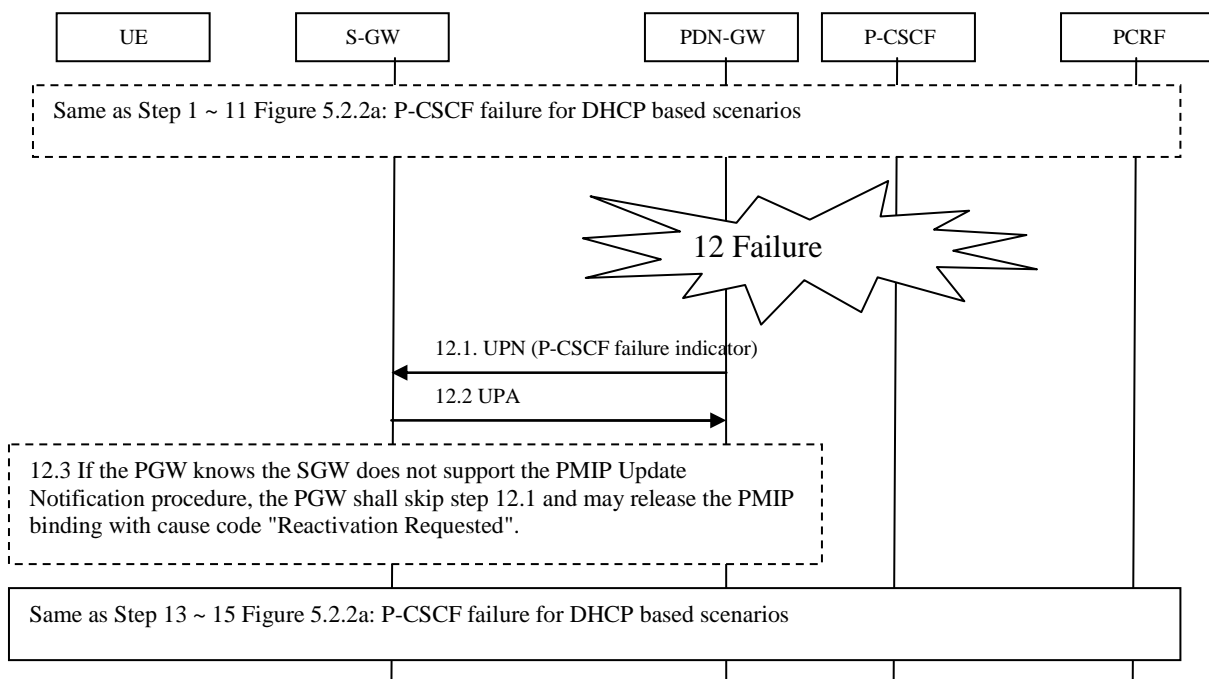 UE
S-GW
PDN-GW
P-CSCF
PCRF
Same as Step 1 ~ 11 Figure 5.2.2a: P-CSCF failure for DHCP based scenarios
12 Failure
12.1. UPN (P-CSCF failure indicator)
12.2 UPA
12.3 If the PGW knows the SGW does not support the PMIP Update
Notification procedure, the PGW shall skip step 12.1 and may release the PMIP
binding with cause code "Reactivation Requested".
Same as Step 13 ~ 15 Figure 5.2.2a: P-CSCF failure for DHCP based scenarios